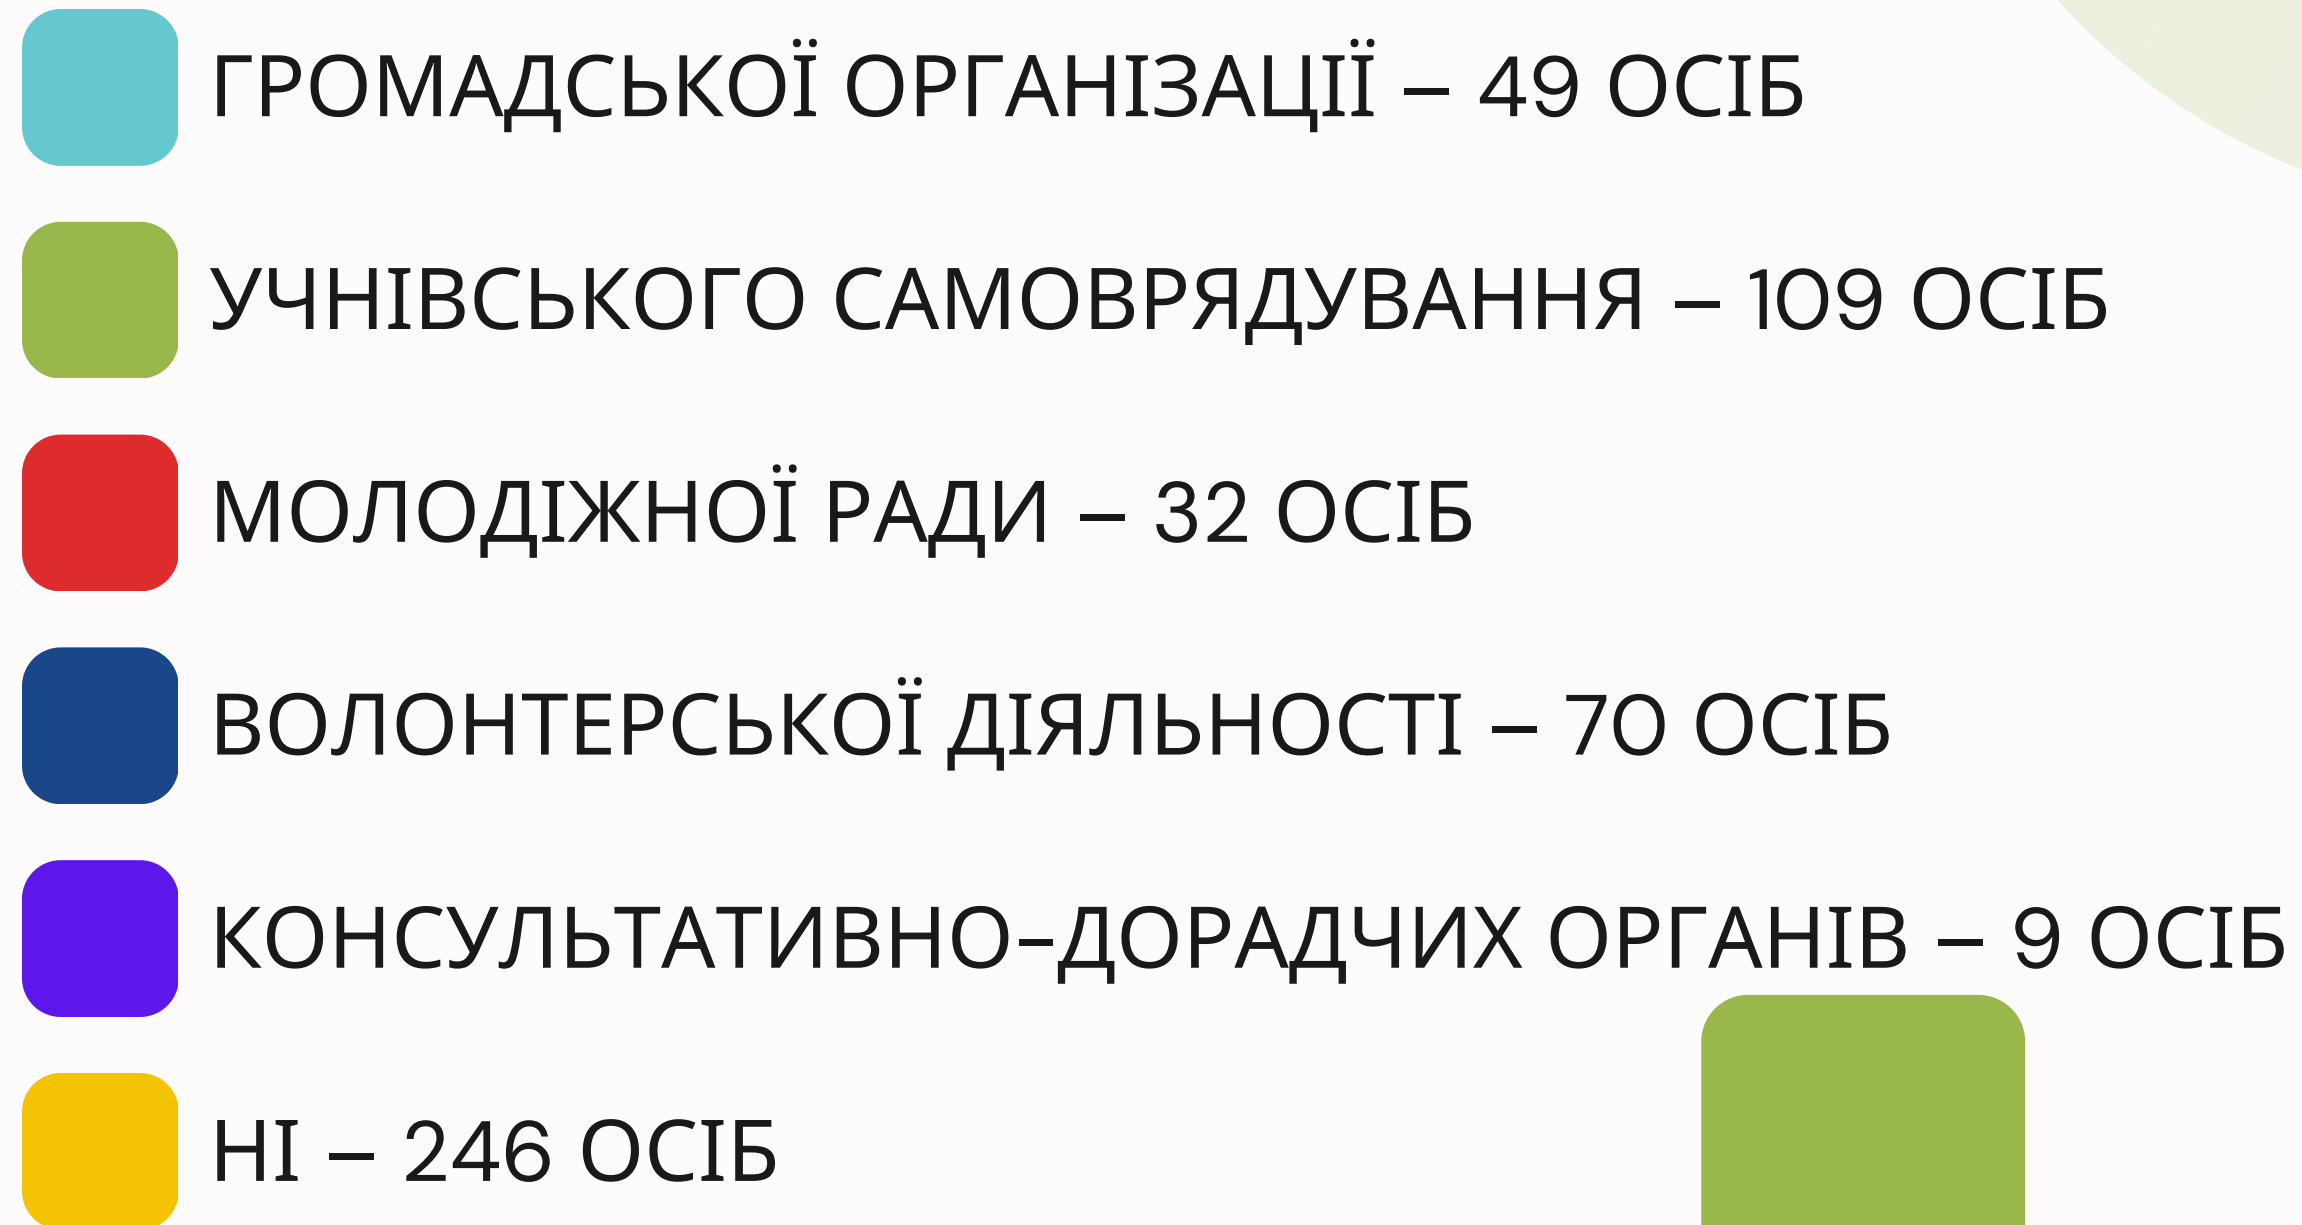 ГРОМАДСЬКОЇ ОРГАНІЗАЦІЇ – 49 ОСІБ
УЧНІВСЬКОГО САМОВРЯДУВАННЯ – 109 ОСІБ
МОЛОДІЖНОЇ РАДИ – 32 ОСІБ
ВОЛОНТЕРСЬКОЇ ДІЯЛЬНОСТІ – 70 ОСІБ
КОНСУЛЬТАТИВНО-ДОРАДЧИХ ОРГАНІВ – 9 ОСІБ
НІ – 246 ОСІБ